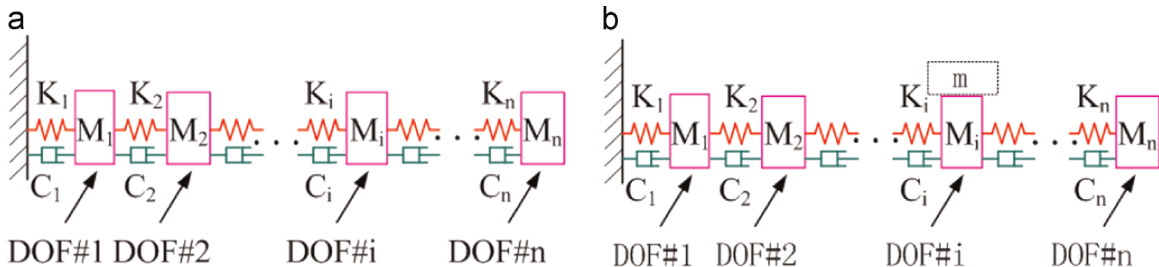 a
K1 K2 Ki Kn
M1 M2 ... Mi ... Mn
C1 C2 Ci Cn
DOF#1 DOF#2 DOF#i DOF#n
b
m
K1 K2 Ki Kn
M1 M2 ... Mi ... Mn
C1 C2 Ci Cn
DOF#1 DOF#2 DOF#i DOF#n